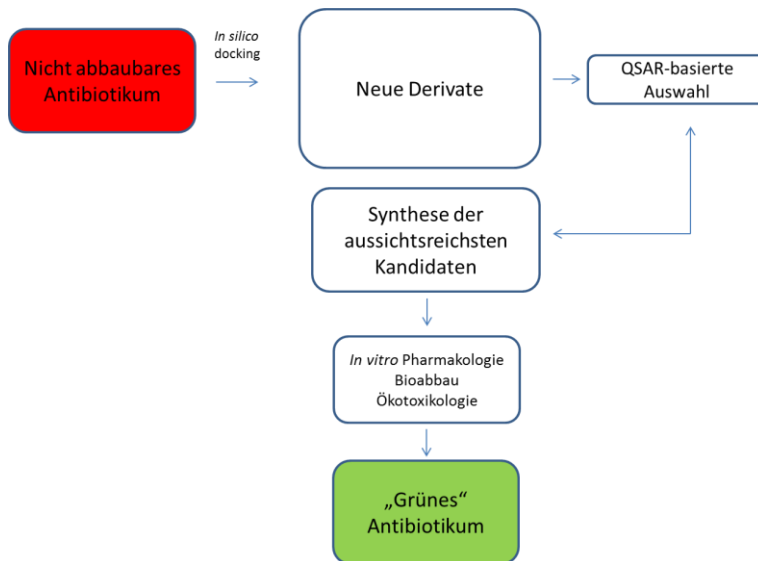 Nicht abbaubares
Antibiotikum
In silico
docking
Neue Derivate
QSAR-basierte
Auswahl
Synthese der
aussichtsreichsten
Kandidaten
In vitro Pharmakologie
Bioabbau
Ökotoxikologie
„Grünes“
Antibiotikum